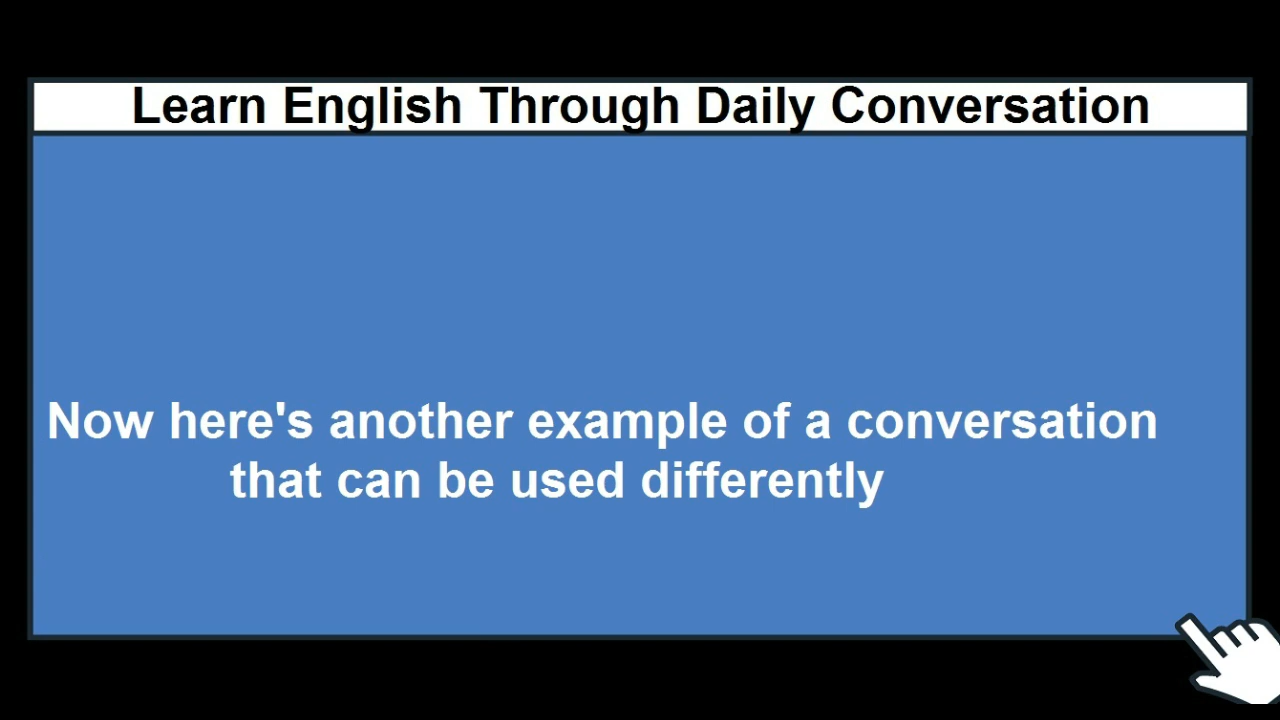 Learn English Through Daily Conversation
Now here's another example of a conversation
that can be used differently